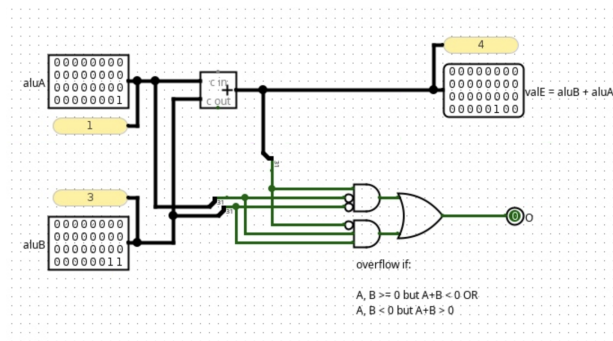 4
00000000
00000000
00000000
00000100
valE = aluB + aluA
aluA
00000000
00000000
00000000
00000001
c in
+
c out
1
31
3
31
31
aluB
00000000
00000000
00000000
00000011
0
O
overflow if:
A, B >= 0 but A+B < 0 OR
A, B < 0 but A+B > 0